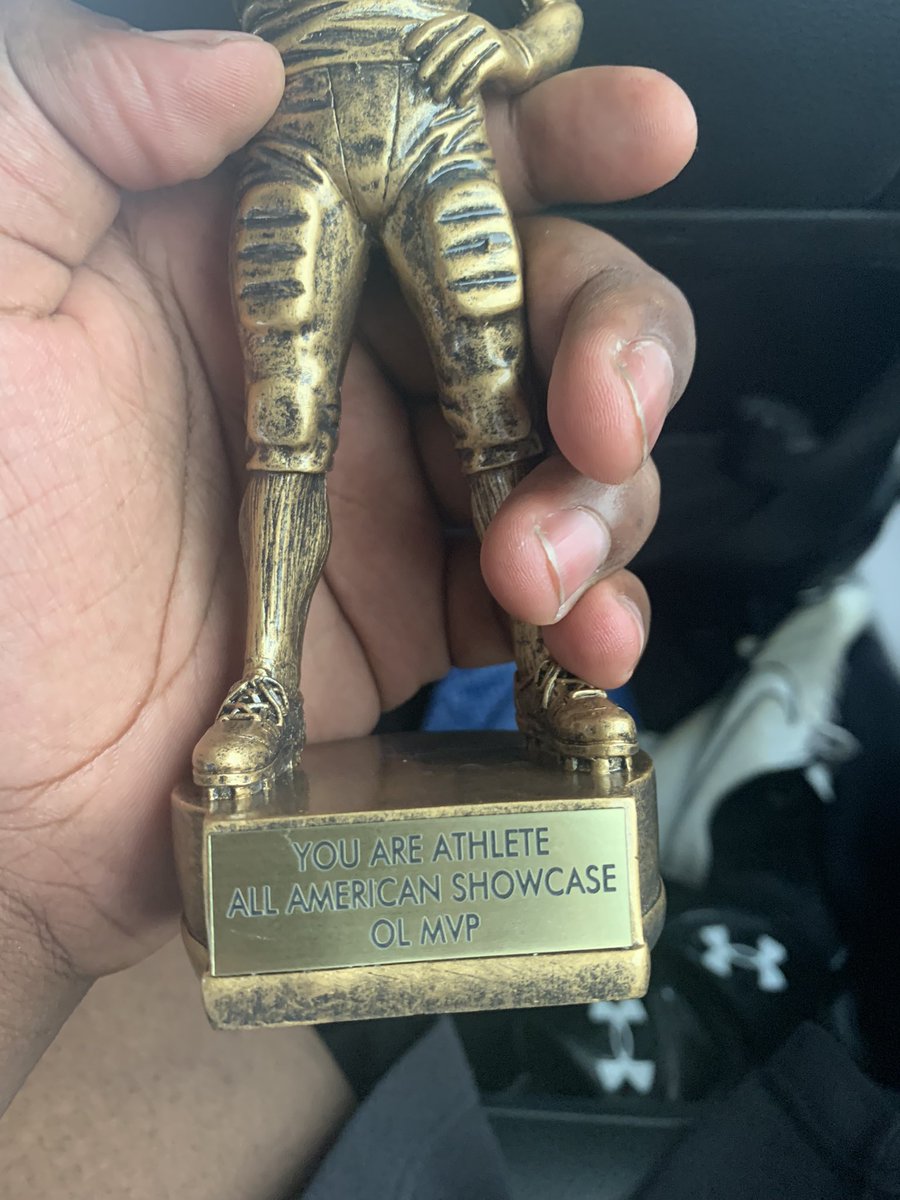 YOU ARE ATHLETE
ALL AMERICAN SHOWCASE
OL MVP